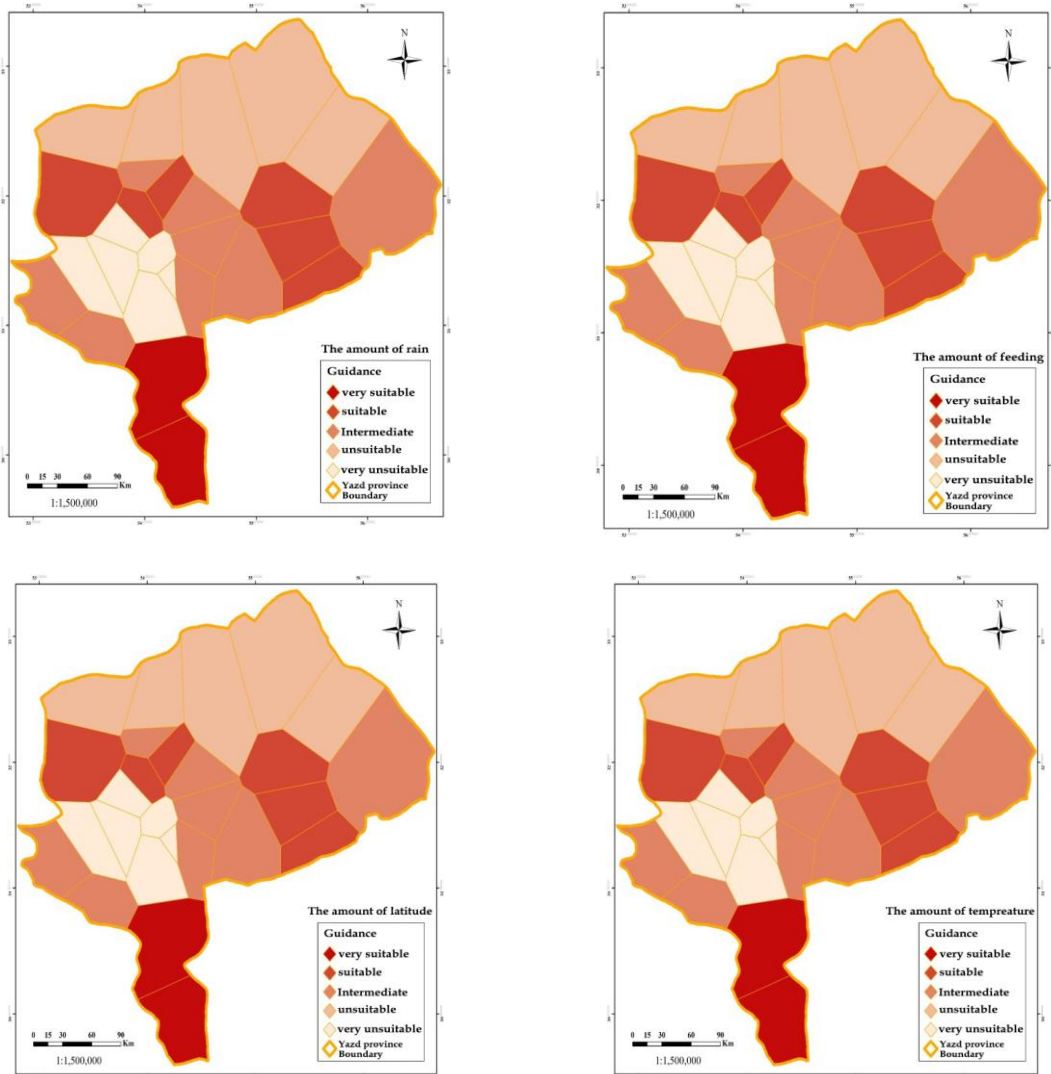 N
The amount of rain
Guidance
very suitable
suitable
Intermediate
unsuitable
very unsuitable
Yazd province
Boundary
0 15 30 60 90
Km
1:1,500,000
N
The amount of feeding
Guidance
very suitable
suitable
Intermediate
unsuitable
very unsuitable
Yazd province
Boundary
0 15 30 60 90
Km
1:1,500,000
N
The amount of latitude
Guidance
very suitable
suitable
Intermediate
unsuitable
very unsuitable
Yazd province
Boundary
0 15 30 60 90
Km
1:1,500,000
N
The amount of tempreature
Guidance
very suitable
suitable
Intermediate
unsuitable
very unsuitable
Yazd province
Boundary
0 15 30 60 90
Km
1:1,500,000